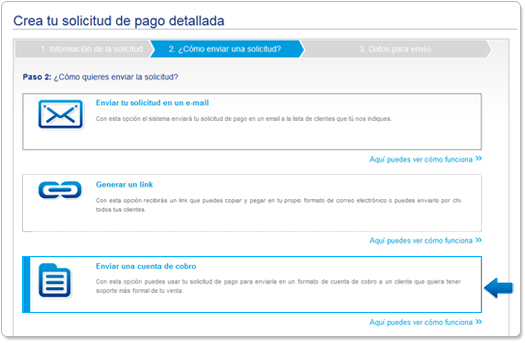 Crea tu solicitud de pago detallada
1. Información de la solicitud
2. ¿Cómo enviar una solicitud?
3. Datos para envío
Paso 2: ¿Cómo quieres enviar la solicitud?
Enviar tu solicitud en un e-mail
Con esta opción el sistema enviará tu solicitud de pago en un email a la lista de clientes que tú nos indiques.
Aquí puedes ver cómo funciona »
Generar un link
Con esta opción recibirás un link que puedes copiar y pegar en tu propio formato de correo electrónico o puedes enviarlo por
todos tus clientes.
Aquí puedes ver cómo funciona »
Enviar una cuenta de cobro
Con esta opción puedes usar tu solicitud de pago para enviarla en un formato de cuenta de cobro a un cliente que quiera tener
soporte más formal de tu venta.
Aquí puedes ver cómo funciona »